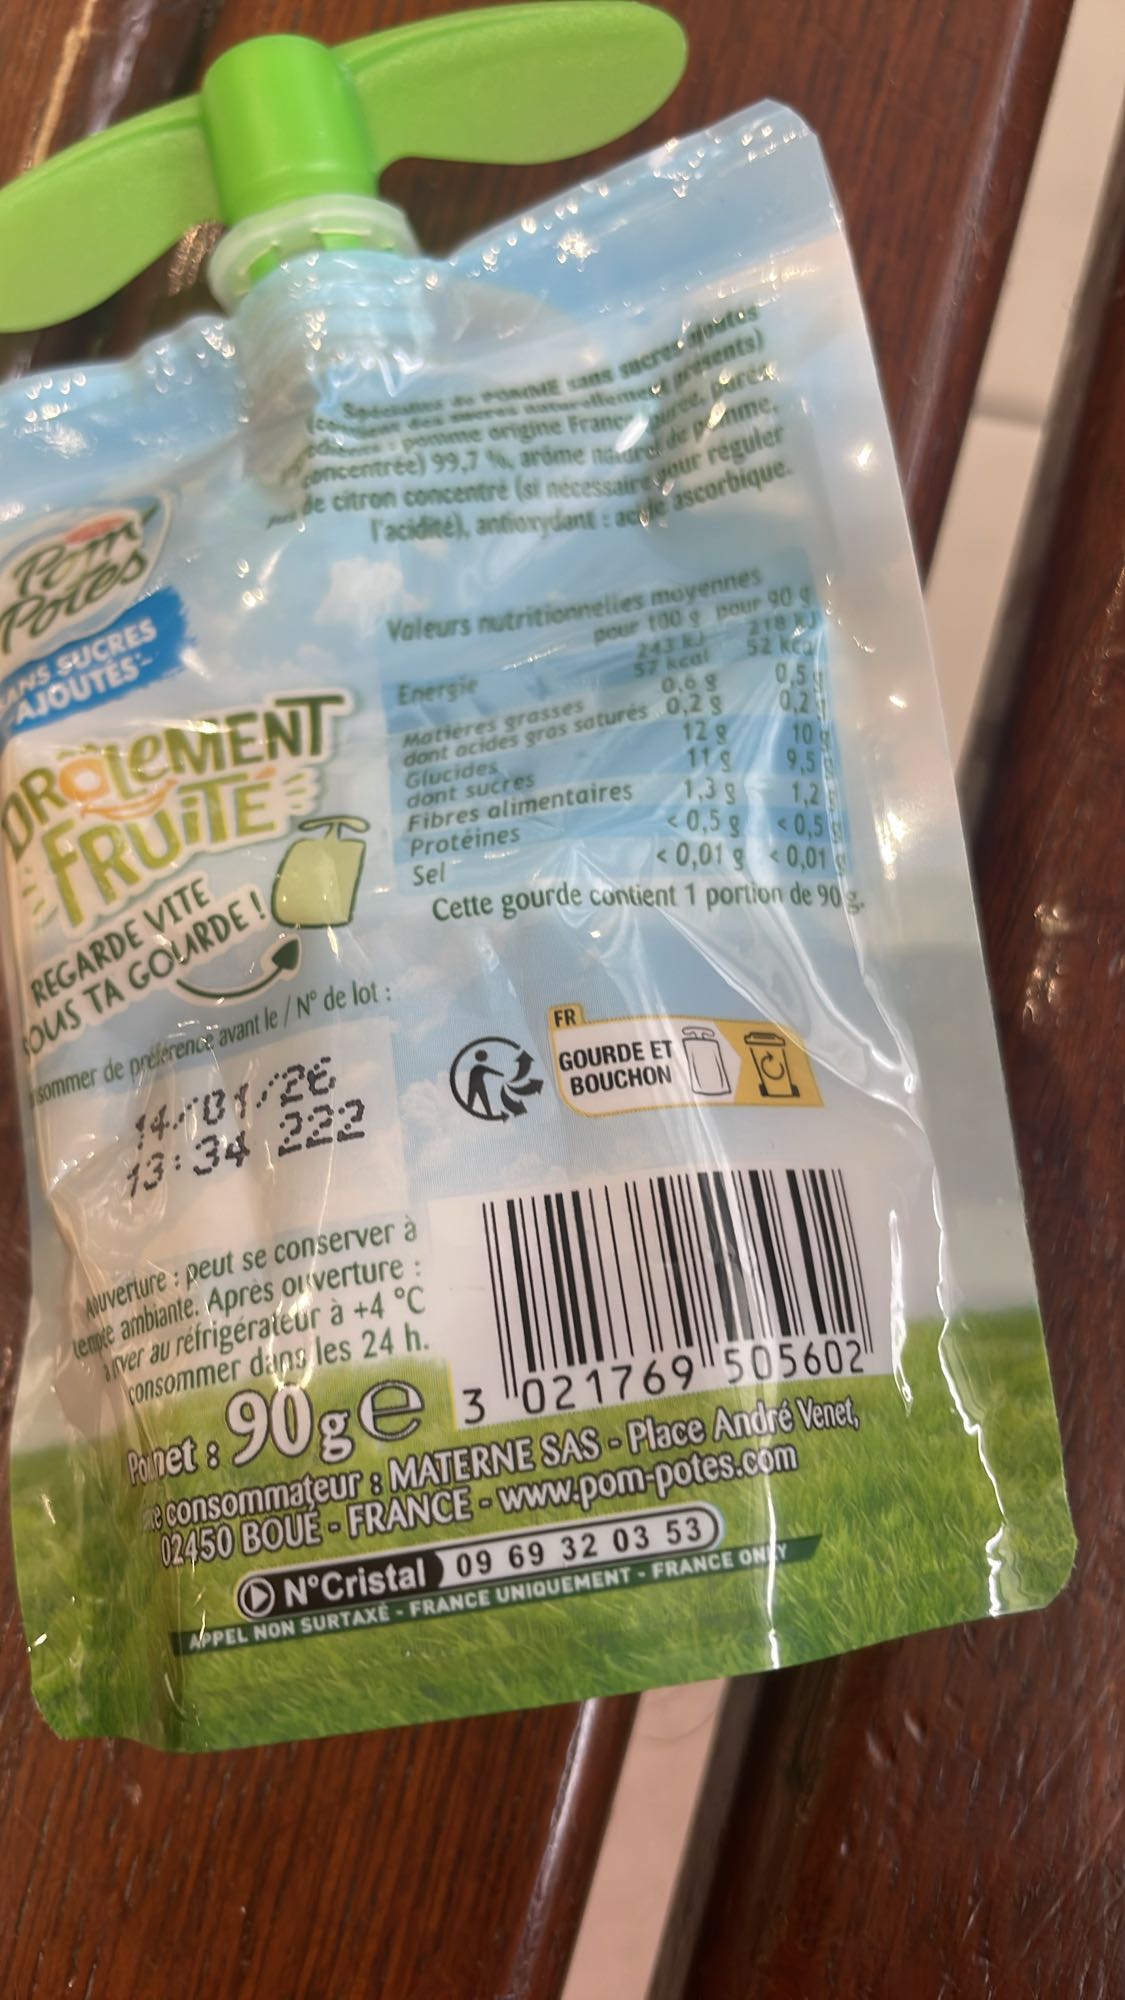 Spécialité de POMME sans sucres ajoutés
(contient des sucres naturellement présents)
pomme origine France purée, purée
concentrée) 99,7 %, arôme naturel de pomme,
jus de citron concentré (si nécessaire pour réguler
l'acidité), antioxydant : acide ascorbique.
Pom'
Potes
SANS SUCRES
AJOUTÉS
DRÔLEMENT
FRUITÉ
REGARDE VITE
SOUS TA GOURDE !
Valeurs nutritionnelles moyennes
pour 100 g pour 90 g
Energie 243 kJ 218 kJ
57 kcal 52 kcal
Matières grasses 0,6 g 0,5 g
dont acides gras saturés 0,2 g 0,2 g
Glucides 12 g 10 g
dont sucres 11 g 9,5 g
Fibres alimentaires 1,3 g 1,2 g
Protéines < 0,5 g < 0,5 g
Sel < 0,01 g < 0,01 g
Cette gourde contient 1 portion de 90 g.
sommer de préférence avant le / N° de lot :
14/01/26
13:34 222
FR
GOURDE ET
BOUCHON
ouverture : peut se conserver à
ambiante. Après ouverture :
au réfrigérateur à +4 °C
consommer dans les 24 h.
net : 90g e
3 021769 505602
consommateur : MATERNE SAS - Place André Venet,
02450 BOUÉ - FRANCE - www.pom-potes.com
N°Cristal 09 69 32 03 53
APPEL NON SURTAXÉ - FRANCE UNIQUEMENT - FRANCE ONLY